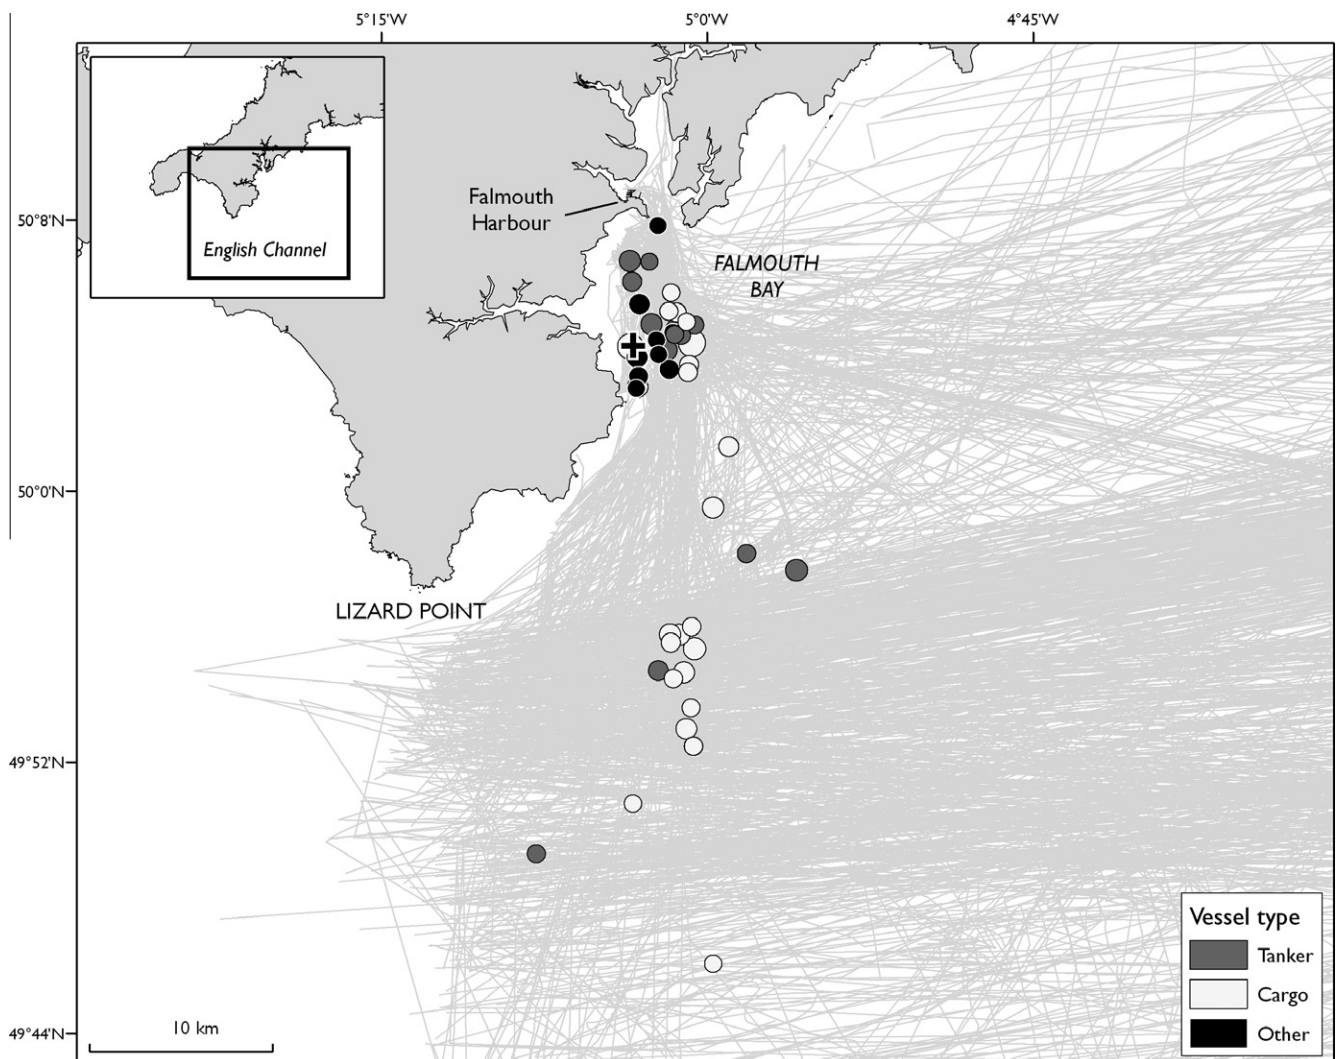 5°15'W
5°0'W
4°45'W
50°8'N
50°0'N
49°52'N
49°44'N
English Channel
Falmouth
Harbour
FALMOUTH
BAY
LIZARD POINT
10 km
Vessel type
Tanker
Cargo
Other